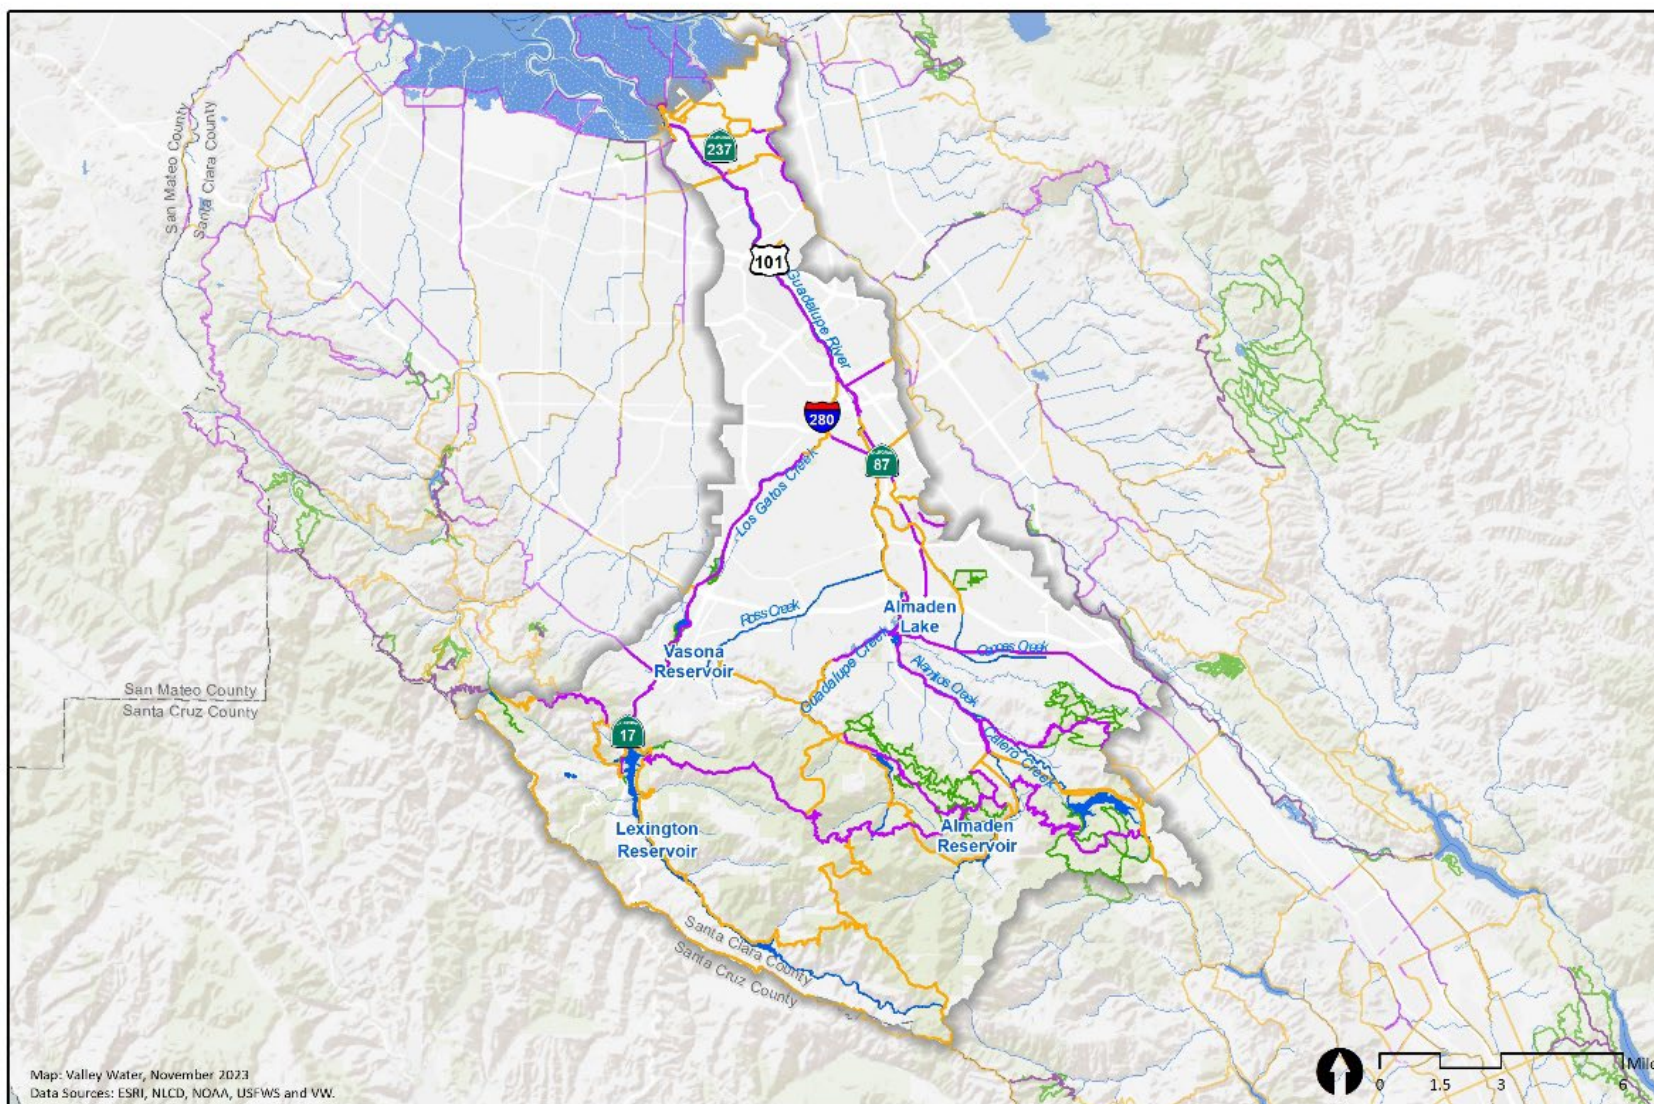 San Mateo County
Santa Clara County
237
101
Guadalupe River
280
87
Los Gatos Creek
Ross Creek
Almaden
Lake
Vasona
Reservoir
Guadalupe Creek
Canoas Creek
Alamitos Creek
San Mateo County
Santa Cruz County
17
Calero Creek
Lexington
Reservoir
Almaden
Reservoir
Santa Clara County
Santa Cruz County
Map: Valley Water, November 2023
Data Sources: ESRI, NLCD, NOAA, USFWS and VW.
0 1.5 3 6 Mile